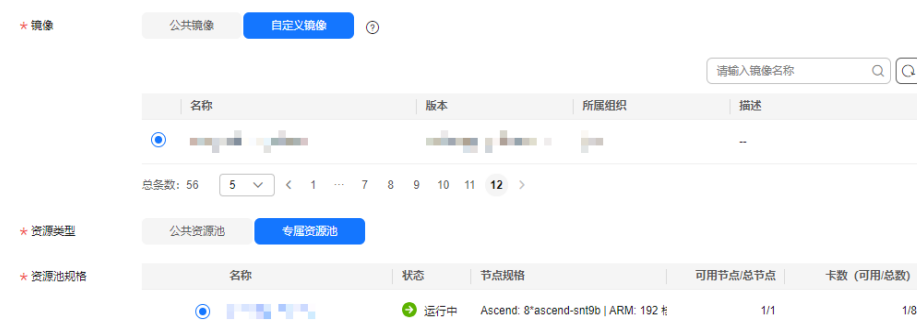 * 镜像 公共镜像 自定义镜像 ?
请输入镜像名称
名称 版本 所属组织 描述
--
总条数: 56 5 < 1 ··· 7 8 9 10 11 12 >
* 资源类型 公共资源池 专属资源池
* 资源池规格 名称 状态 节点规格 可用节点/总节点 卡数（可用/总数）
运行中 Ascend: 8*ascend-snt9b | ARM: 192 1/1 1/8